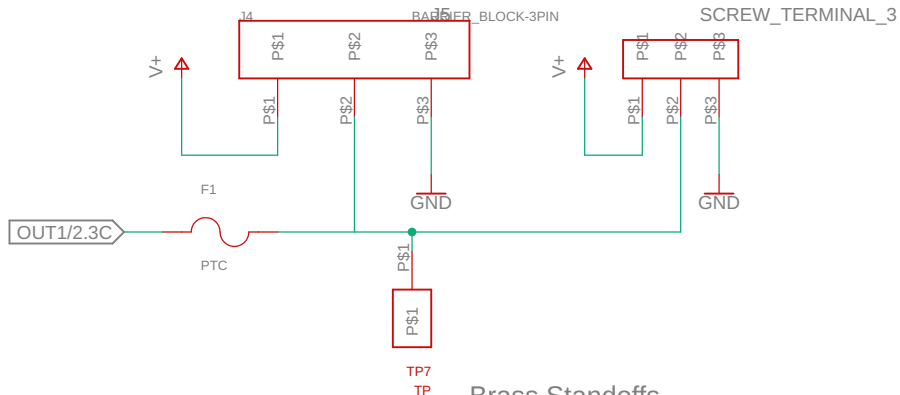 J4
J5
BARRIER_BLOCK-3PIN
SCREW_TERMINAL_3
P$1
P$2
P$3
P$1
P$2
P$3
V+
V+
P$1
P$2
P$3
P$1
P$2
P$3
F1
GND
GND
OUT1/2.3C
PTC
P$1
P$1
TP7
TP
Brass Standoffs